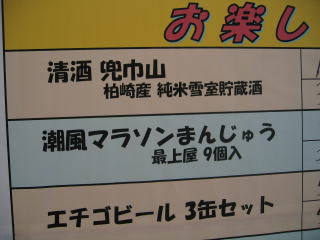 お楽し
清酒 兜巾山
柏崎産 純米雪室貯蔵酒
潮風マラソンまんじゅう
最上屋 9個入
エチゴビール 3缶セット